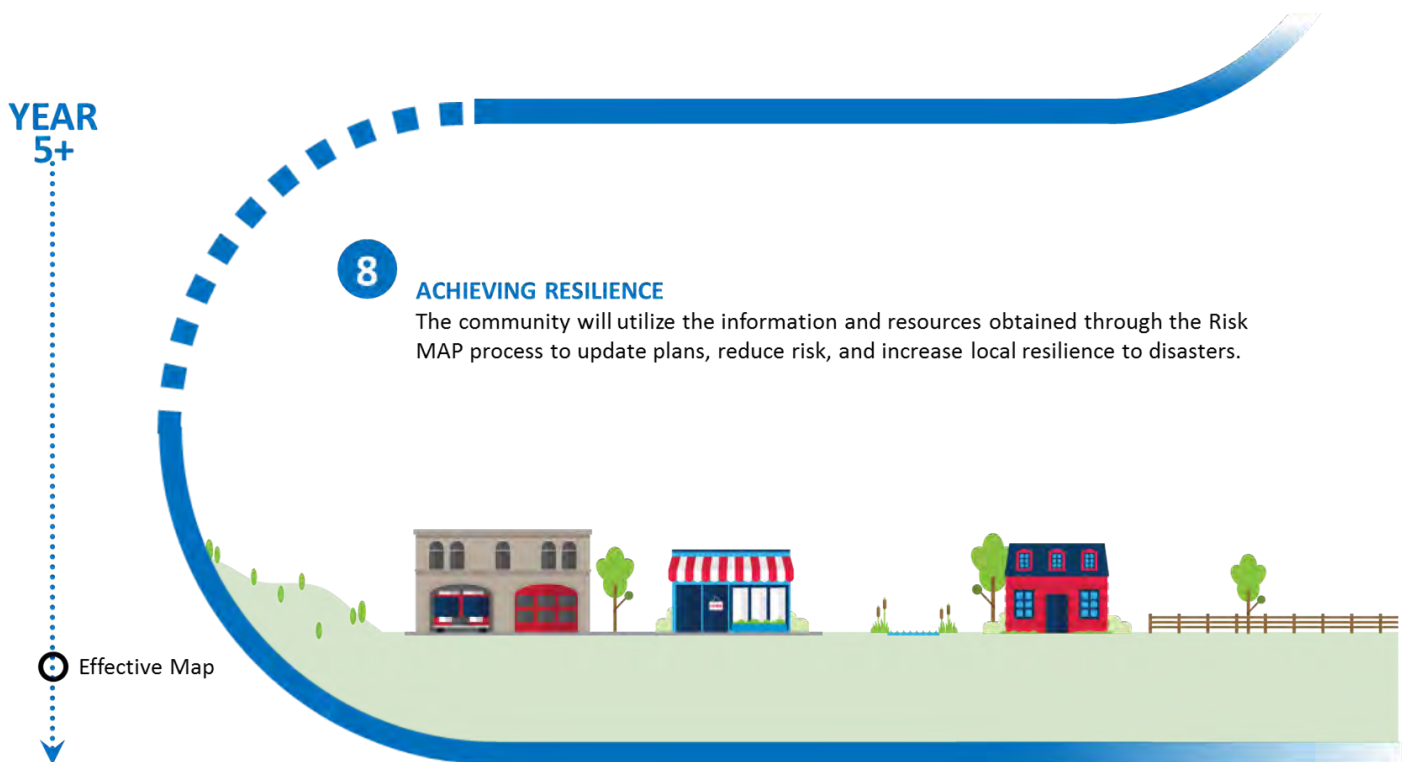 YEAR
5+
8
ACHIEVING RESILIENCE
The community will utilize the information and resources obtained through the Risk
MAP process to update plans, reduce risk, and increase local resilience to disasters.
Effective Map